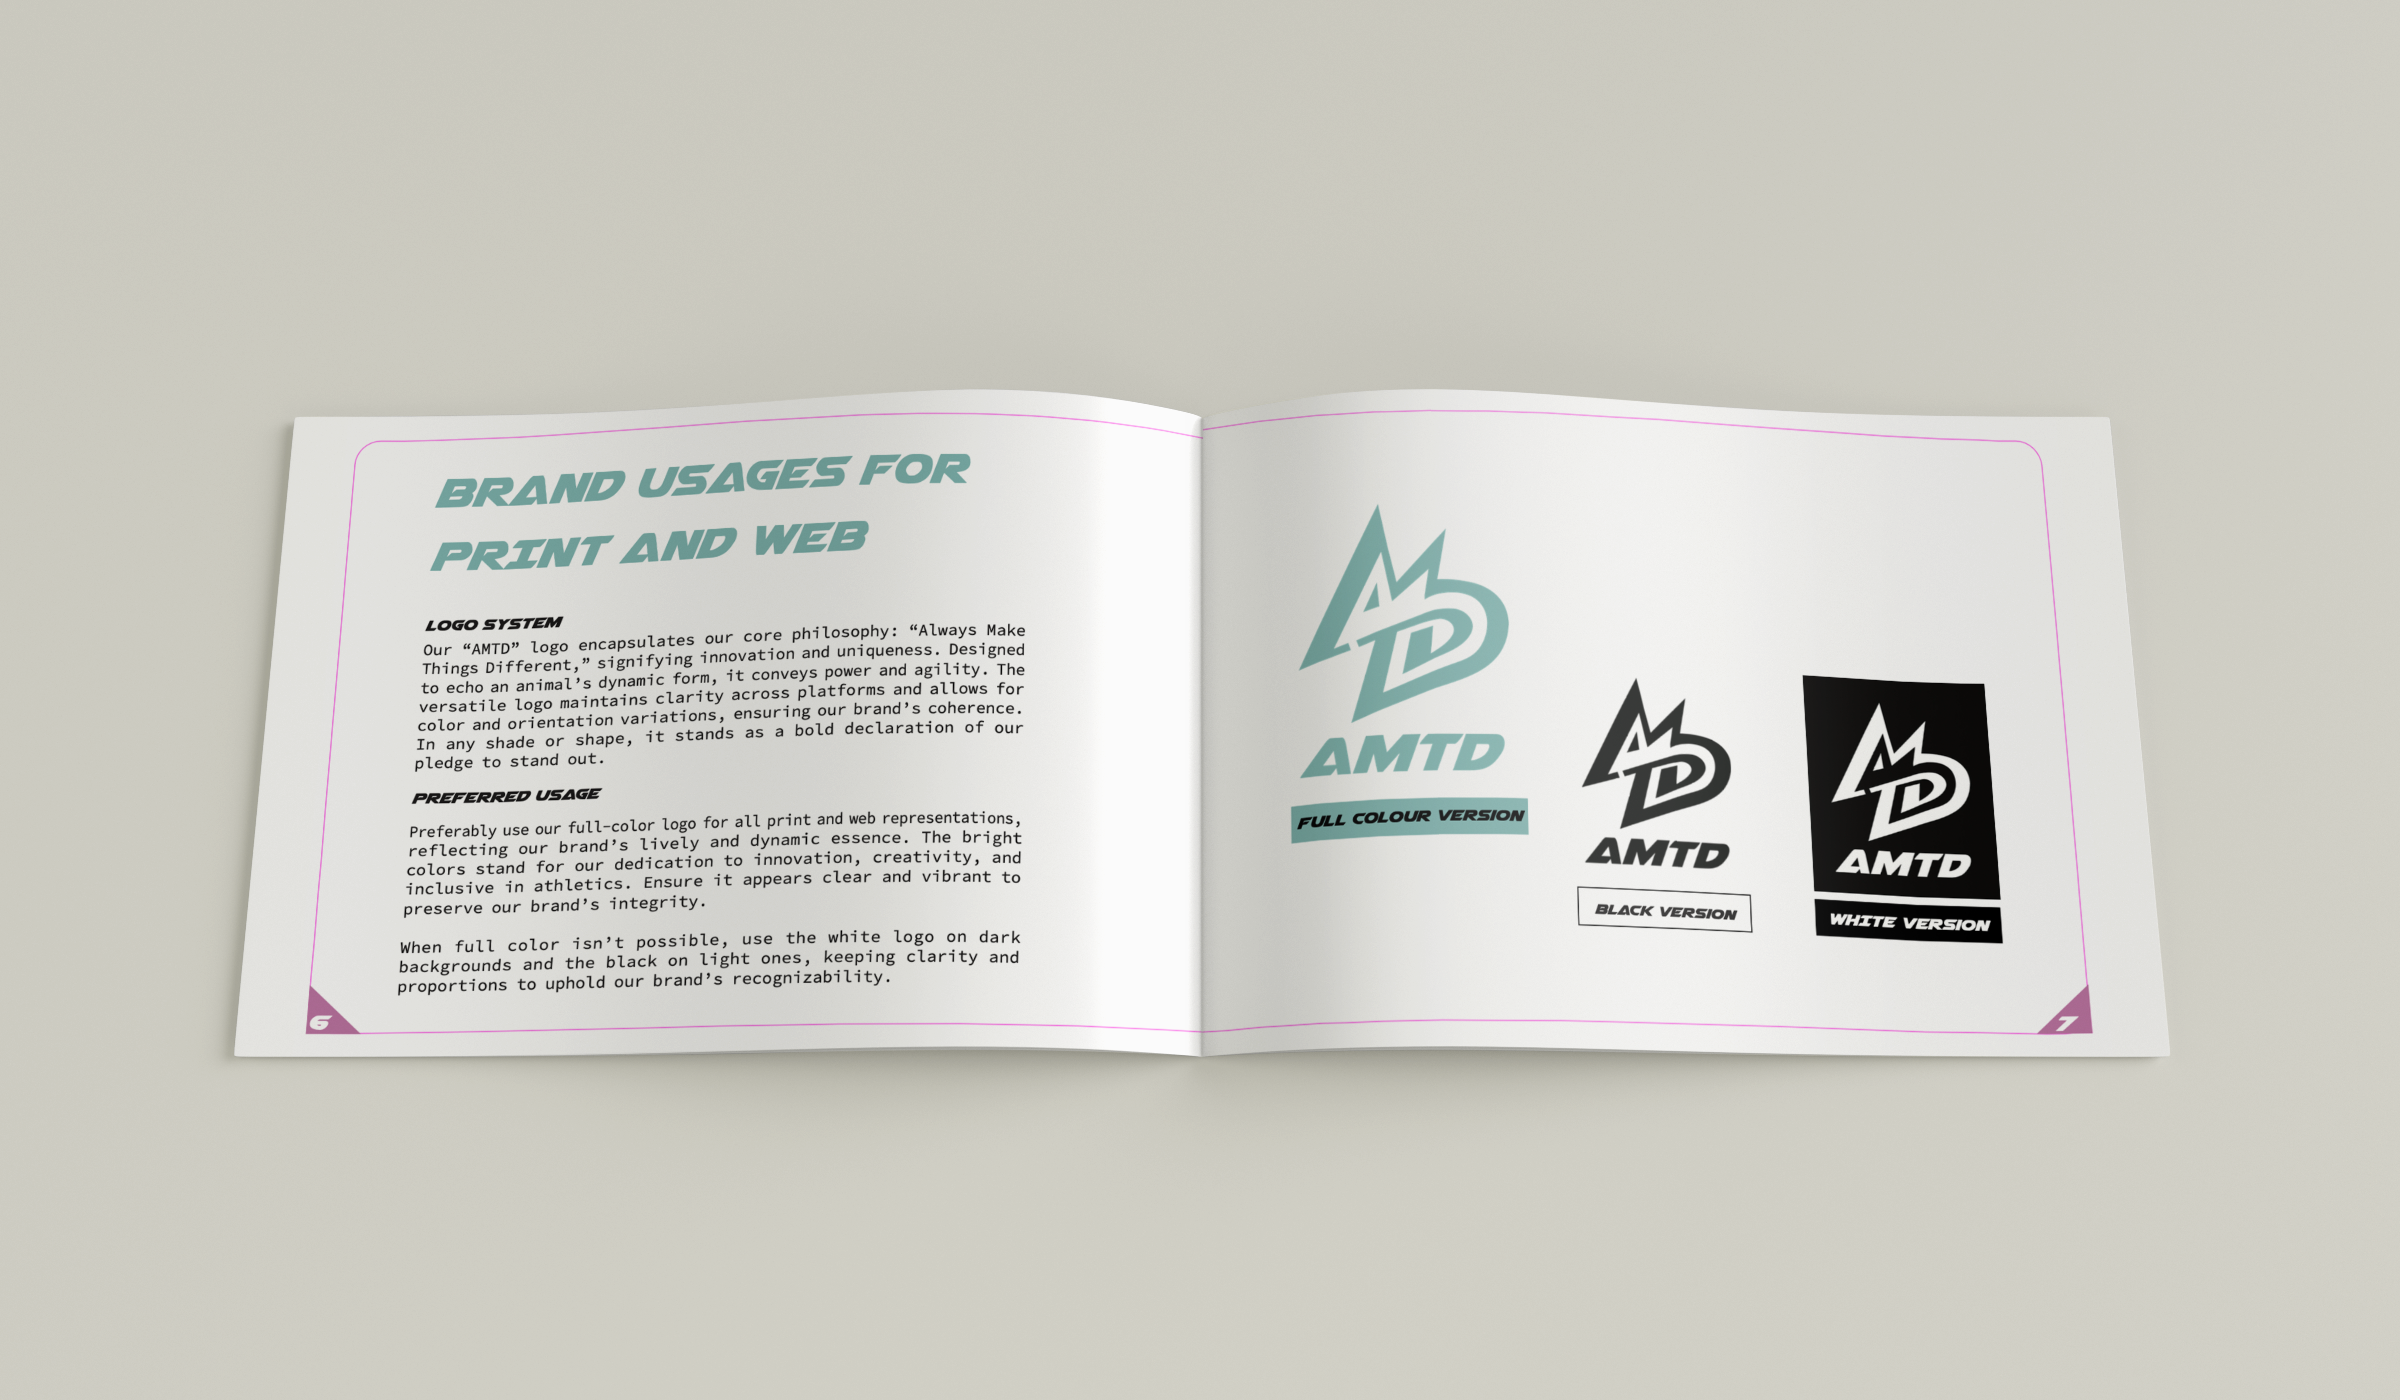 BRAND USAGES FOR
PRINT AND WEB
LOGO SYSTEM
Our “AMTD” logo encapsulates our core philosophy: “Always Make
Things Different,” signifying innovation and uniqueness. Designed
to echo an animal’s dynamic form, it conveys power and agility. The
versatile logo maintains clarity across platforms and allows for
color and orientation variations, ensuring our brand’s coherence.
In any shade or shape, it stands as a bold declaration of our
pledge to stand out.
PREFERRED USAGE
Preferably use our full-color logo for all print and web representations,
reflecting our brand’s lively and dynamic essence. The bright
colors stand for our dedication to innovation, creativity, and
inclusive in athletics. Ensure it appears clear and vibrant to
preserve our brand’s integrity.
When full color isn’t possible, use the white logo on dark
backgrounds and the black on light ones, keeping clarity and
proportions to uphold our brand’s recognizability.
6
AMTD
FULL COLOUR VERSION
AMTD
BLACK VERSION
AMTD
WHITE VERSION
7